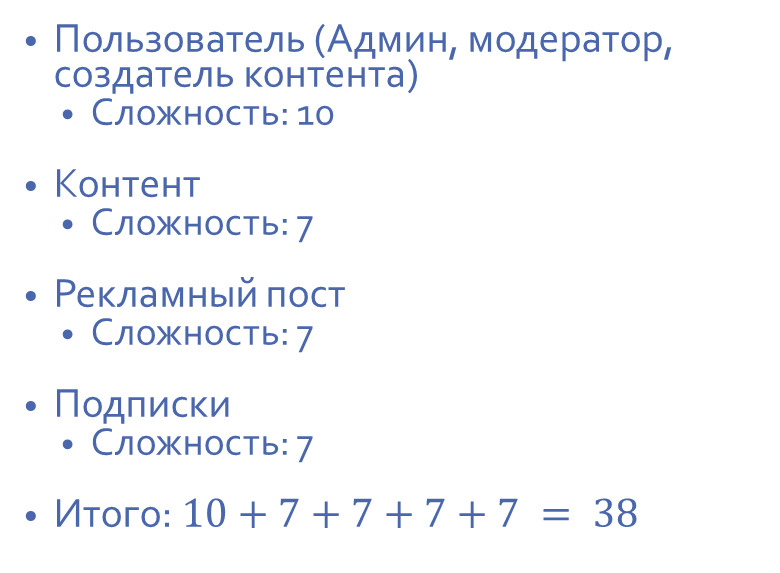 • Пользователь (Админ, модератор,
создатель контента)
• Сложность: 10
• Контент
• Сложность: 7
• Рекламный пост
• Сложность: 7
• Подписки
• Сложность: 7
• Итого: 10 + 7 + 7 + 7 + 7 = 38